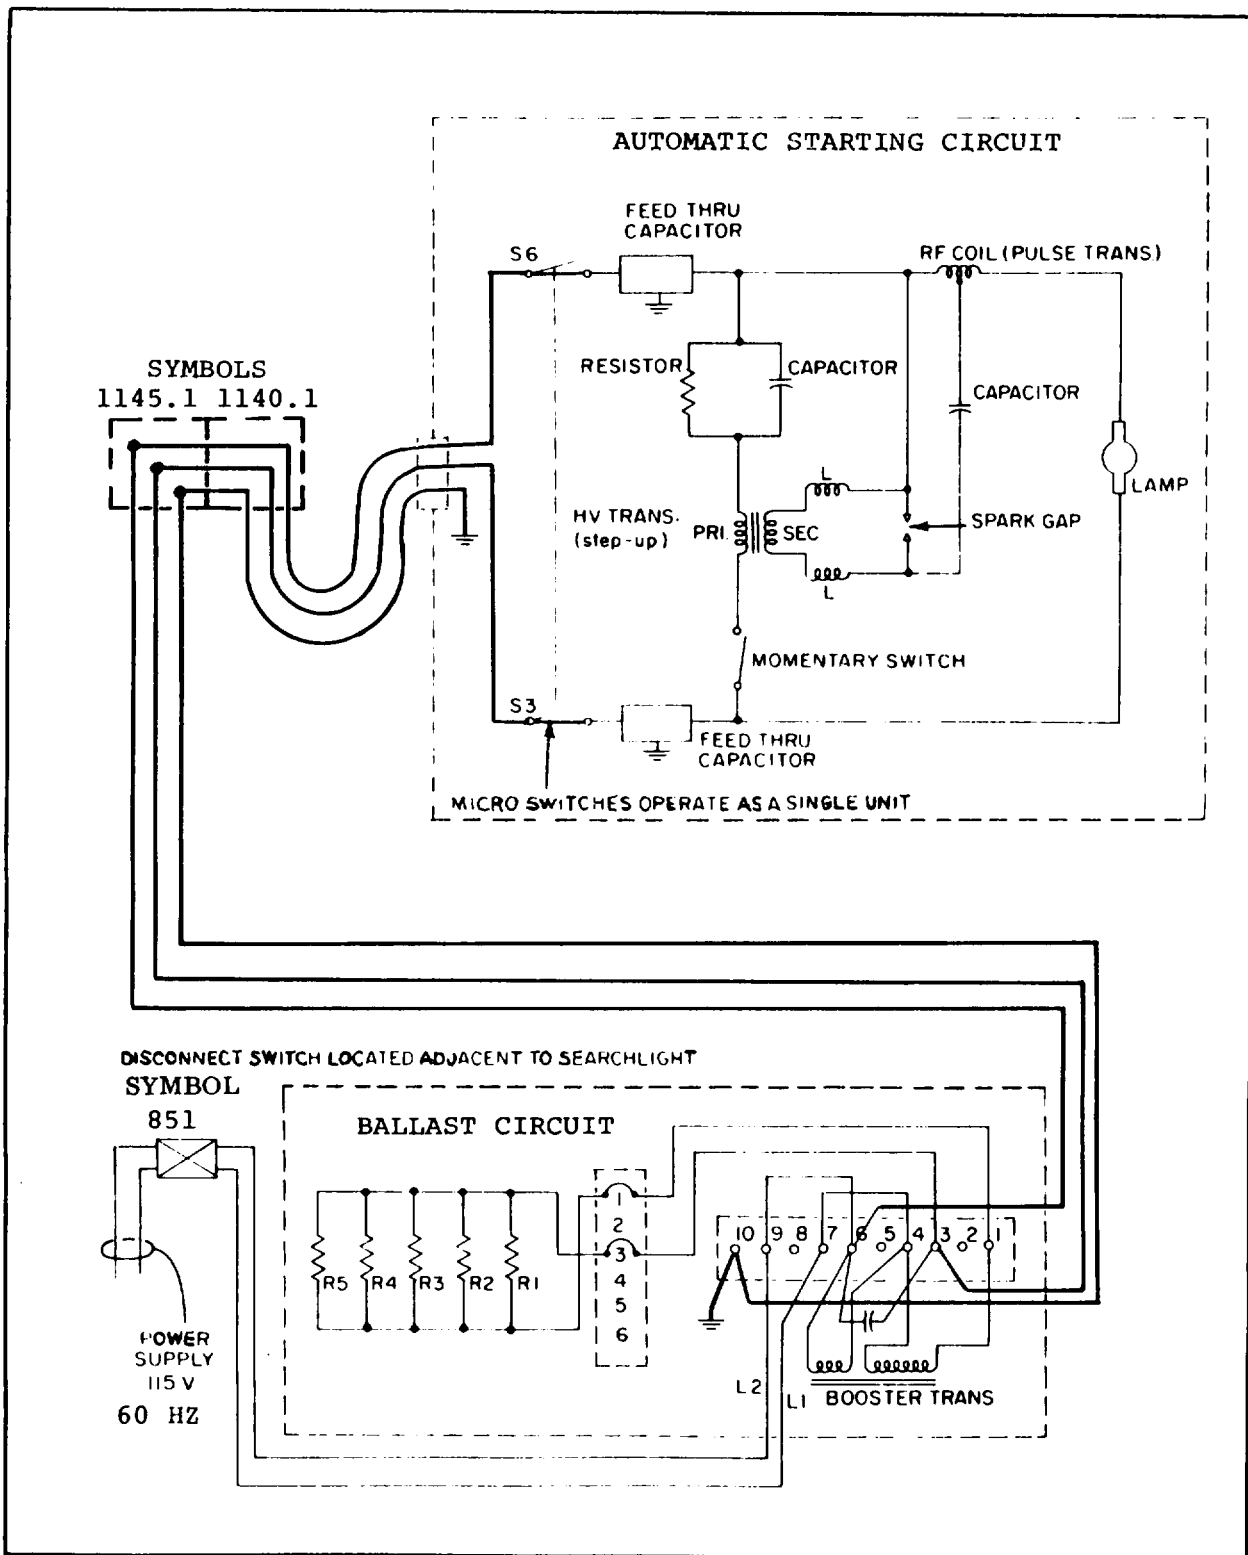 AUTOMATIC STARTING CIRCUIT
FEED THRU
CAPACITOR
S6
RF COIL (PULSE TRANS)
RESISTOR
CAPACITOR
CAPACITOR
SYMBOLS
1145.1 1140.1
LAMP
L
HV TRANS.
(step-up)
PRI.
SEC
SPARK GAP
L
MOMENTARY SWITCH
S3
FEED THRU
CAPACITOR
MICRO SWITCHES OPERATE AS A SINGLE UNIT
DISCONNECT SWITCH LOCATED ADJACENT TO SEARCHLIGHT
SYMBOL
851
BALLAST CIRCUIT
1
2
3
4
5
6
10 9 8 7 6 5 4 3 2 1
R5 R4 R3 R2 R1
POWER
SUPPLY
115 V
60 HZ
L2
L1
BOOSTER TRANS